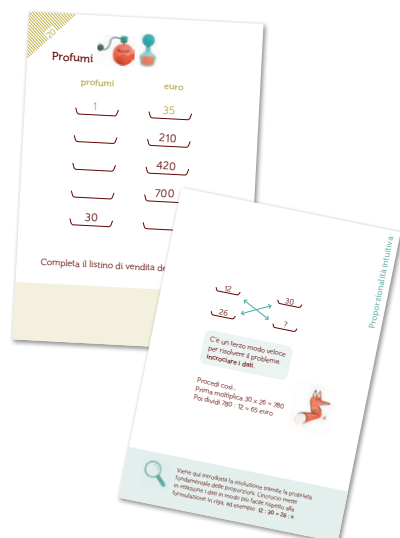 20
Profumi
profumi euro
1 35
210
420
700
30
Completa il listino di vendita de
Proporzionalità intuitiva
12 30
26 ?
C'è un terzo modo veloce
per risolvere il problema:
incrociare i dati.
Procedi così...
Prima moltiplica 30 x 26 = 780
Poi dividi 780 : 12 = 65 euro
Viene qui introdotta la risoluzione tramite la proprietà
fondamentale delle proporzioni. L'incrocio mette
in relazione i dati in modo più facile rispetto alla
formulazione in riga, ad esempio 12 : 30 = 26 : x